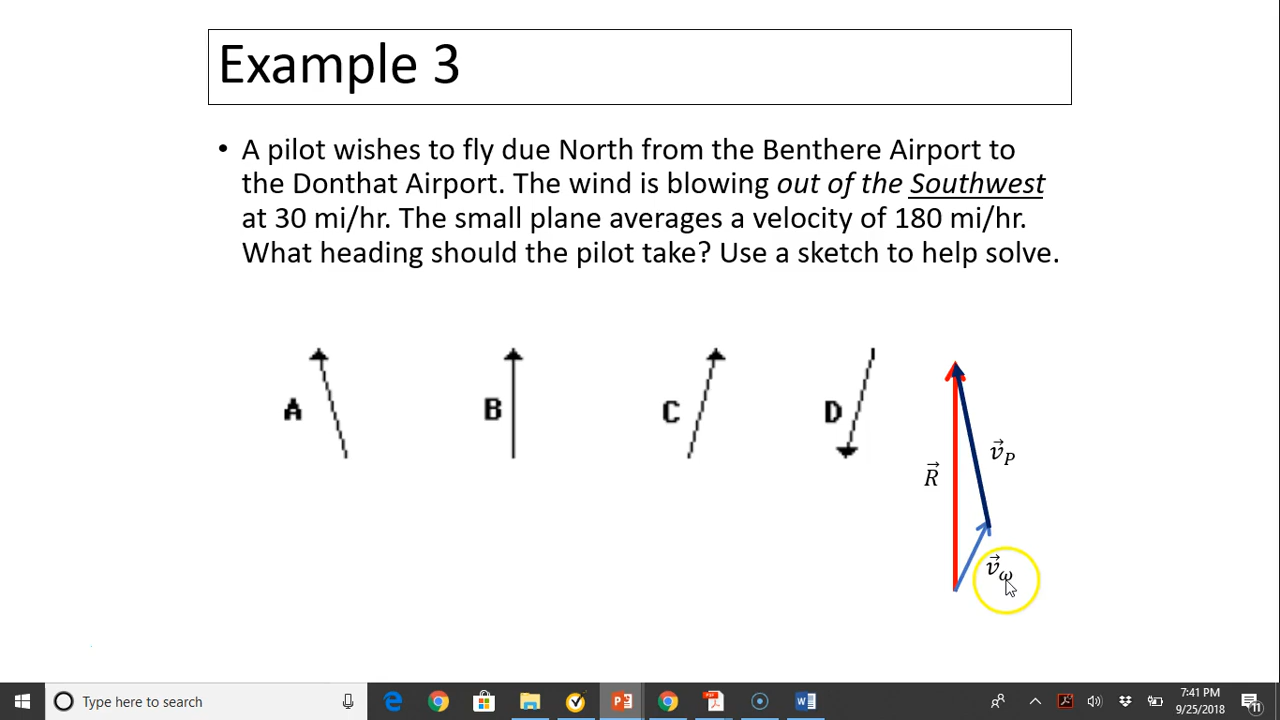 Example 3
• A pilot wishes to fly due North from the Benthere Airport to
the Donthat Airport. The wind is blowing out of the Southwest
at 30 mi/hr. The small plane averages a velocity of 180 mi/hr.
What heading should the pilot take? Use a sketch to help solve.
A B C D
v⃗P
R⃗
v⃗ω
Type here to search
7:41 PM
9/25/2018
11